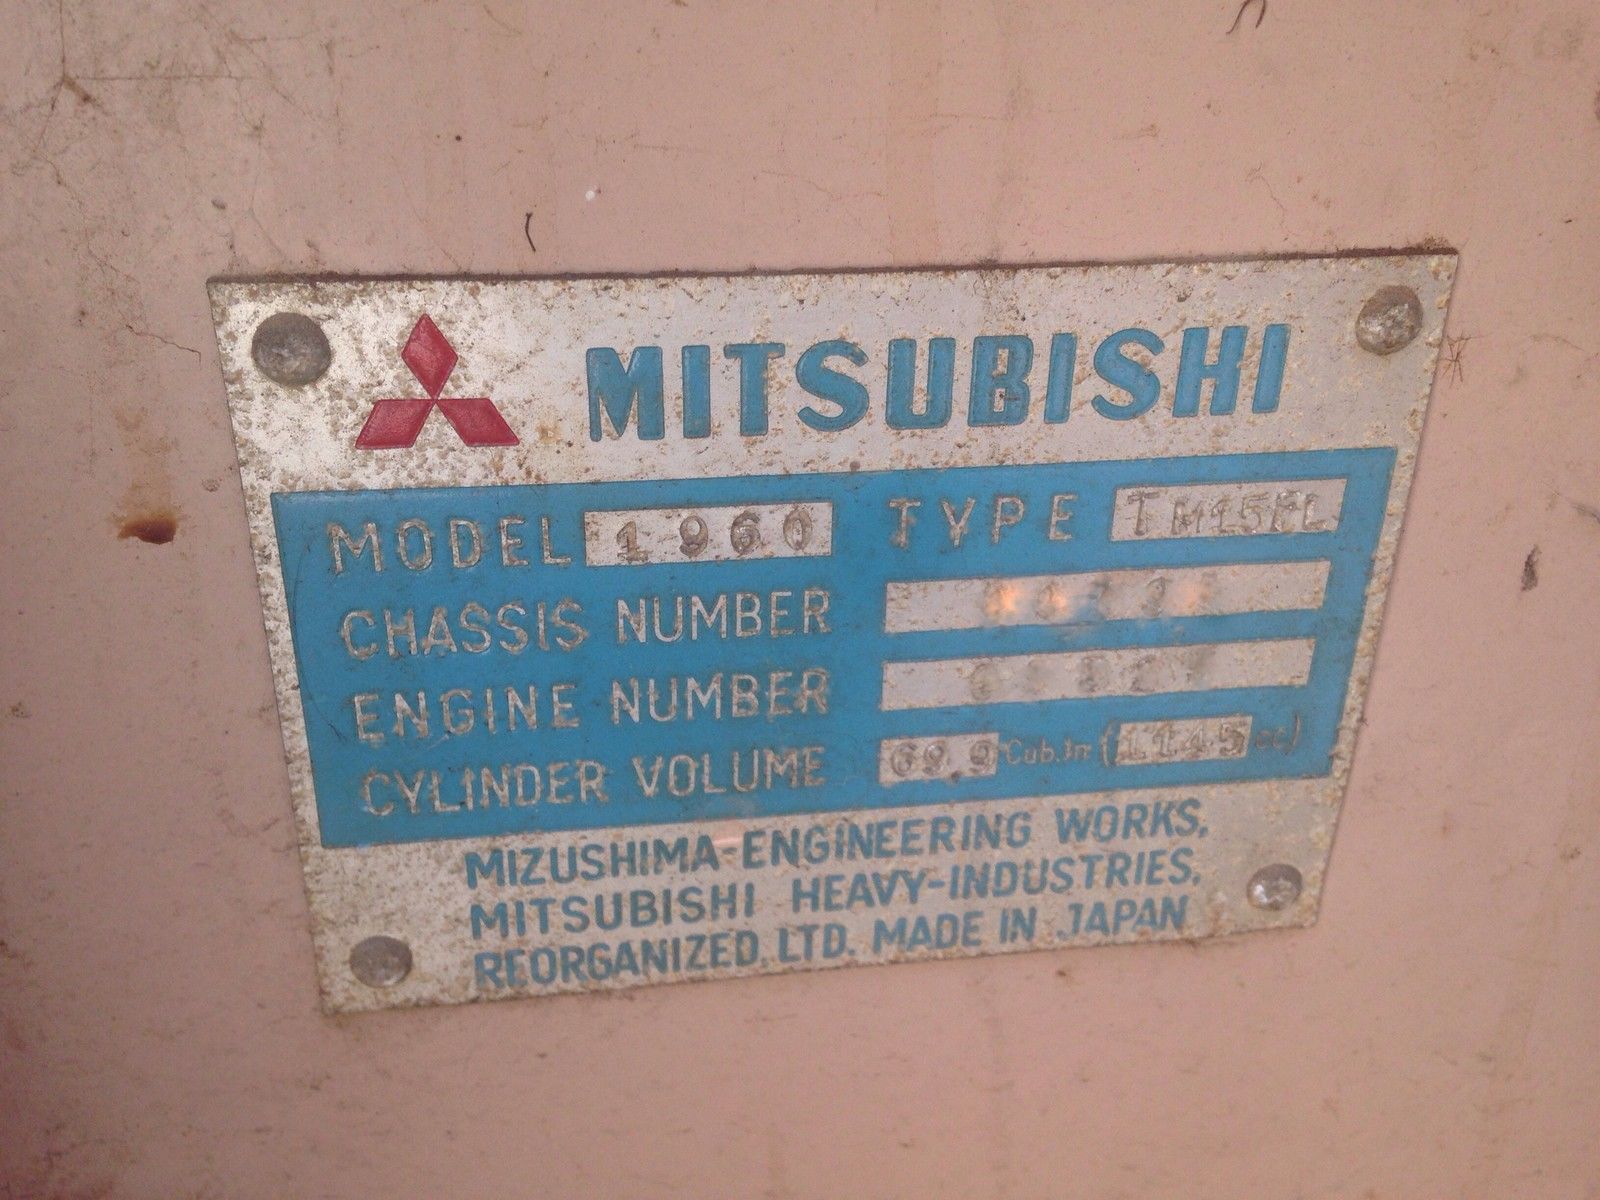 MITSUBISHI
MODEL 1960 TYPE TM15FL
CHASSIS NUMBER
ENGINE NUMBER
CYLINDER VOLUME 69.9 Cub.In (1145 cc)
MIZUSHIMA-ENGINEERING WORKS,
MITSUBISHI HEAVY-INDUSTRIES,
REORGANIZED, LTD. MADE IN JAPAN